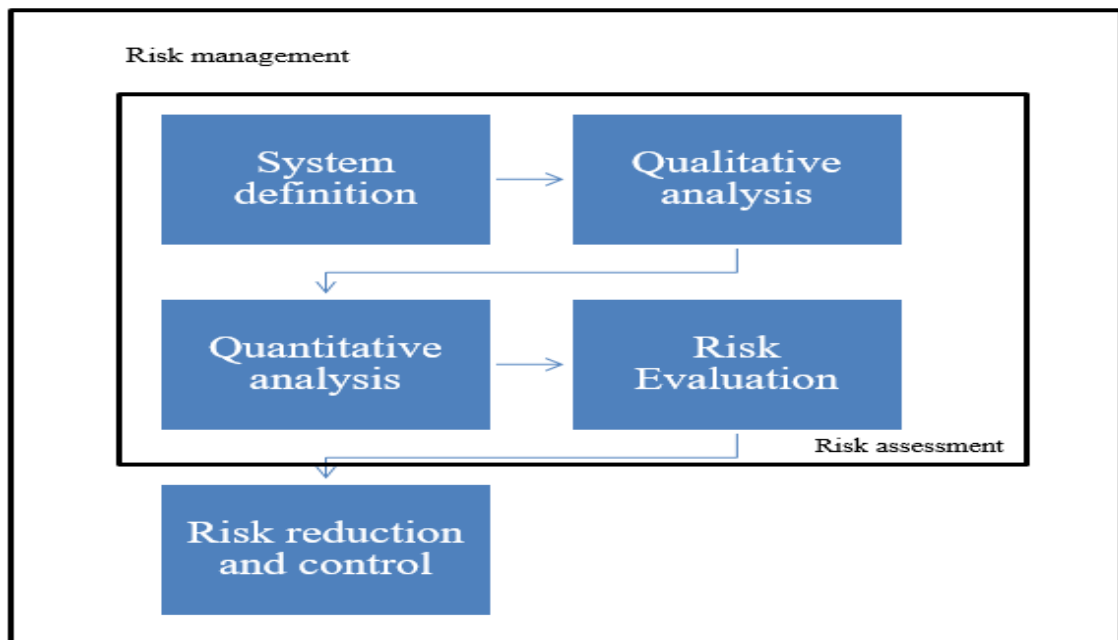 Risk management
System
definition
Qualitative
analysis
Quantitative
analysis
Risk
Evaluation
Risk assessment
Risk reduction
and control